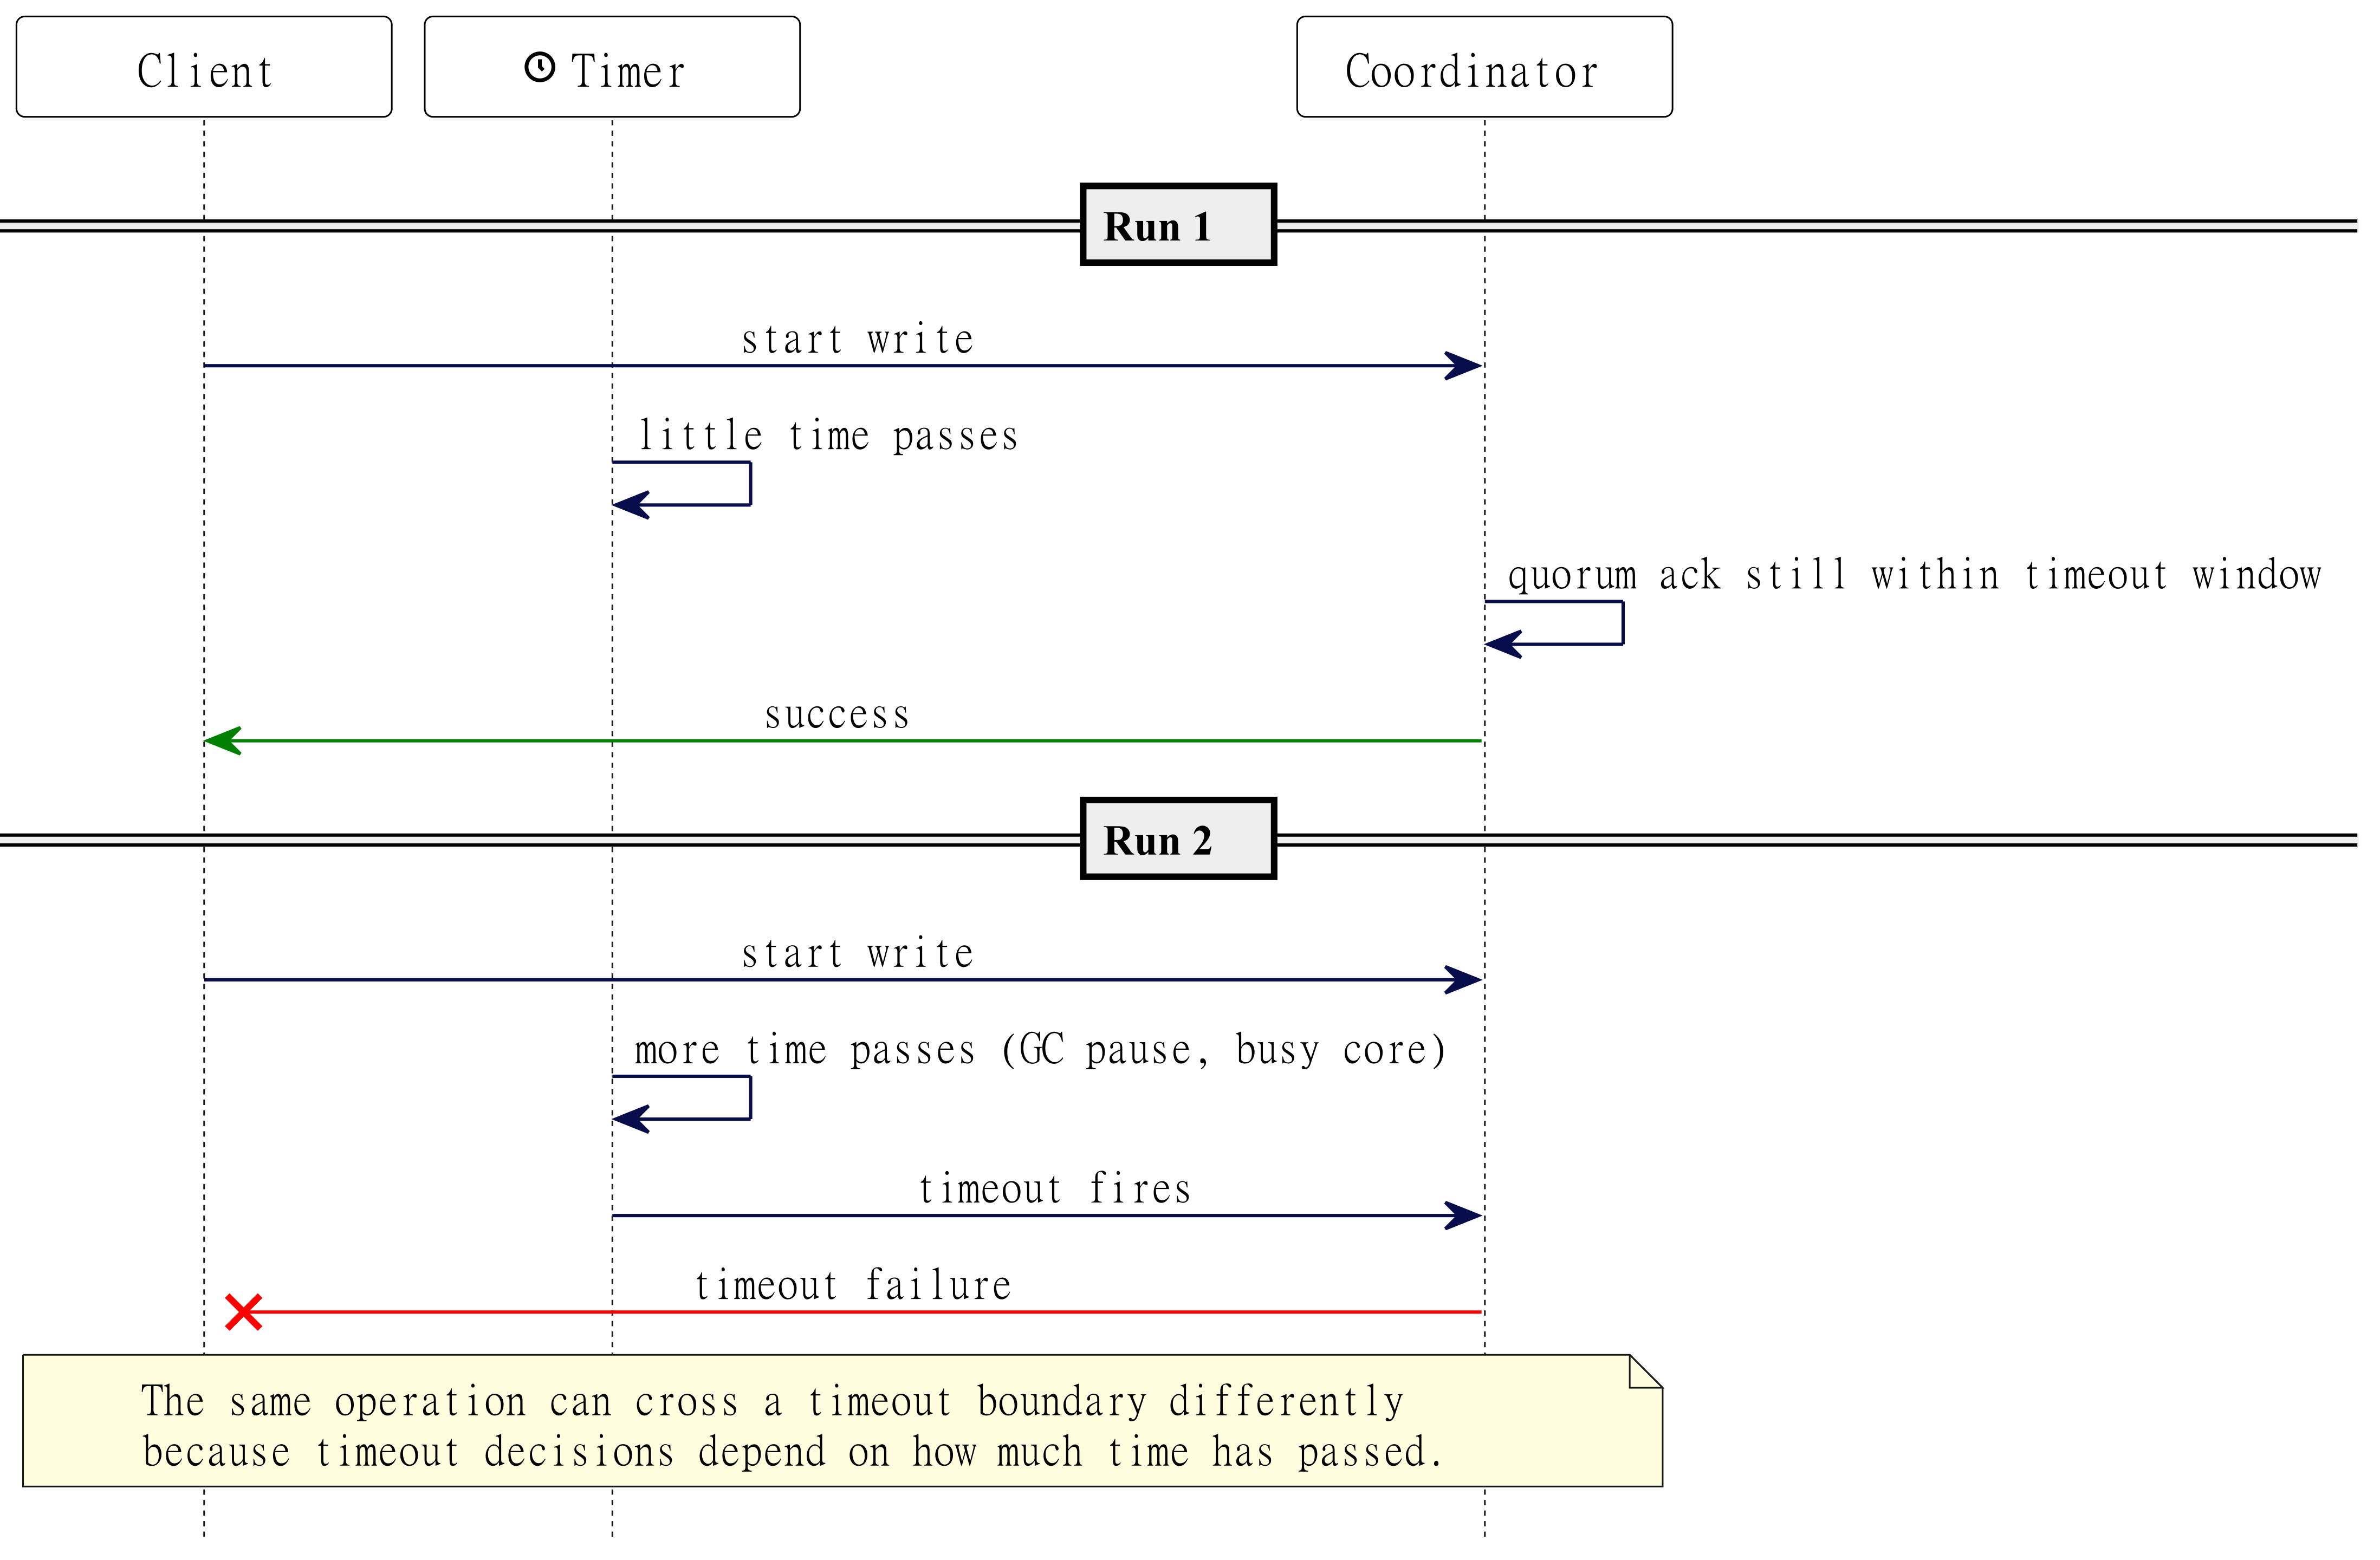 Client
Timer
Coordinator
Run 1
start write
little time passes
quorum ack still within timeout window
success
Run 2
start write
more time passes (GC pause, busy core)
timeout fires
timeout failure
The same operation can cross a timeout boundary differently
because timeout decisions depend on how much time has passed.